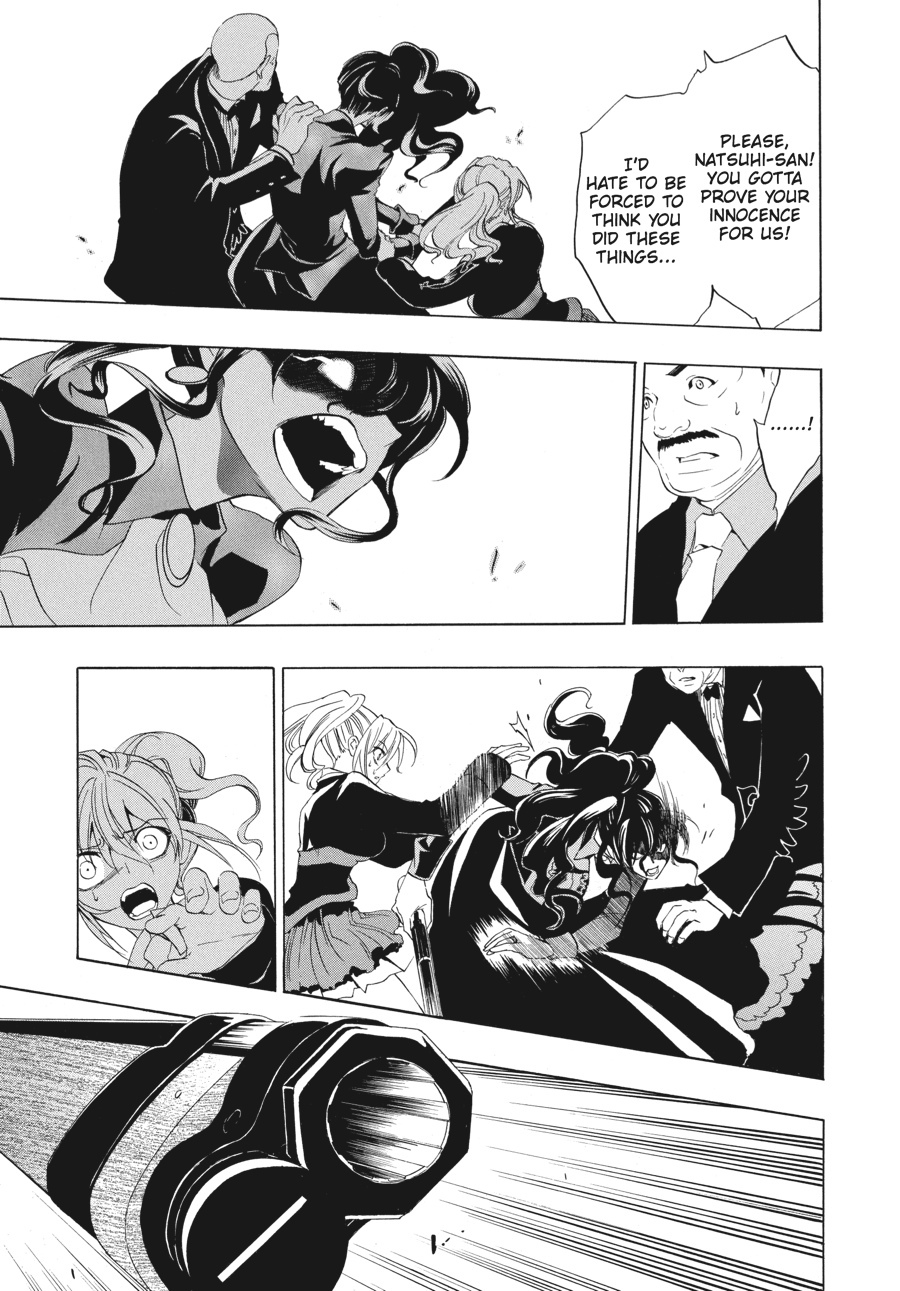 PLEASE,
NATSUHI-SAN!
YOU GOTTA
PROVE YOUR
INNOCENCE
FOR US!
I'D
HATE TO BE
FORCED TO
THINK YOU
DID THESE
THINGS...
......!